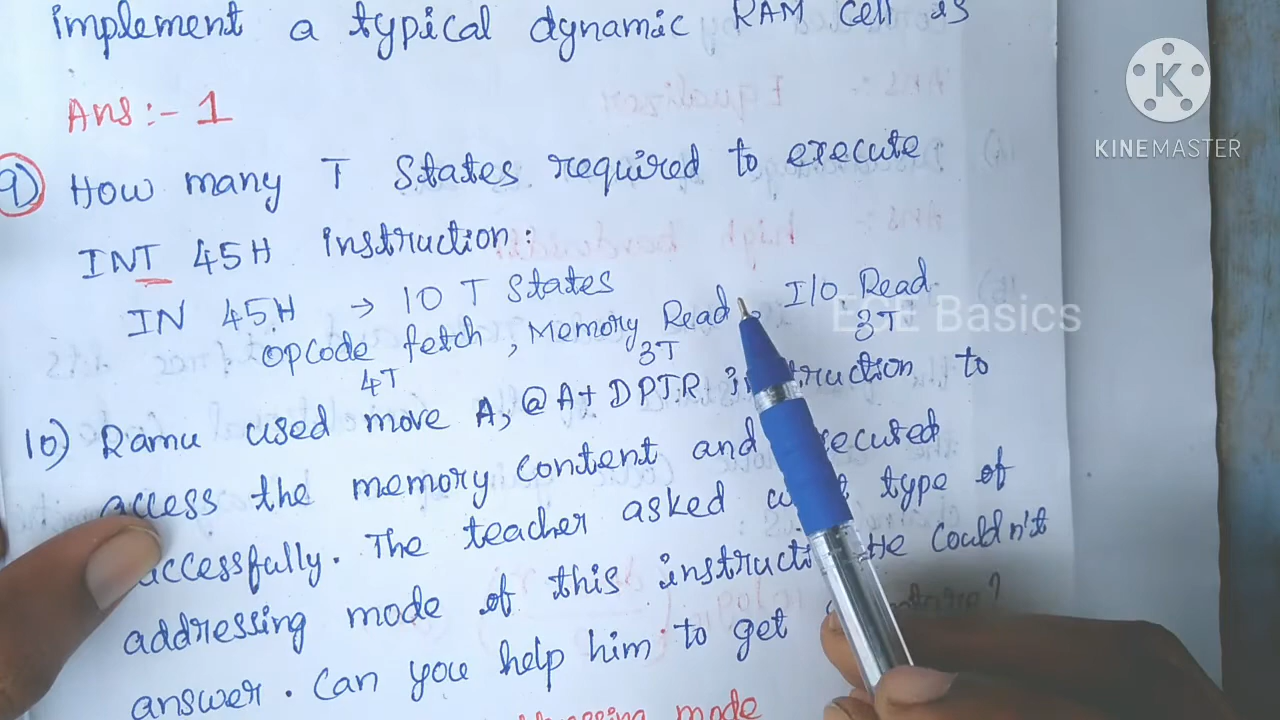 implement a typical dynamic RAM cell is
Ans:- 1
9) How many T states required to execute
INT 45H instruction:
IN 45H → 10 T states
opcode fetch, Memory Read, I/O Read
4T 3T 3T
10) Ramu used move A, @A+DPTR instruction to
access the memory content and executed
successfully. The teacher asked what type of
addressing mode of this instruction He couldn't
answer. Can you help him to get
addressing mode
K
KINEMASTER
ECE Basics